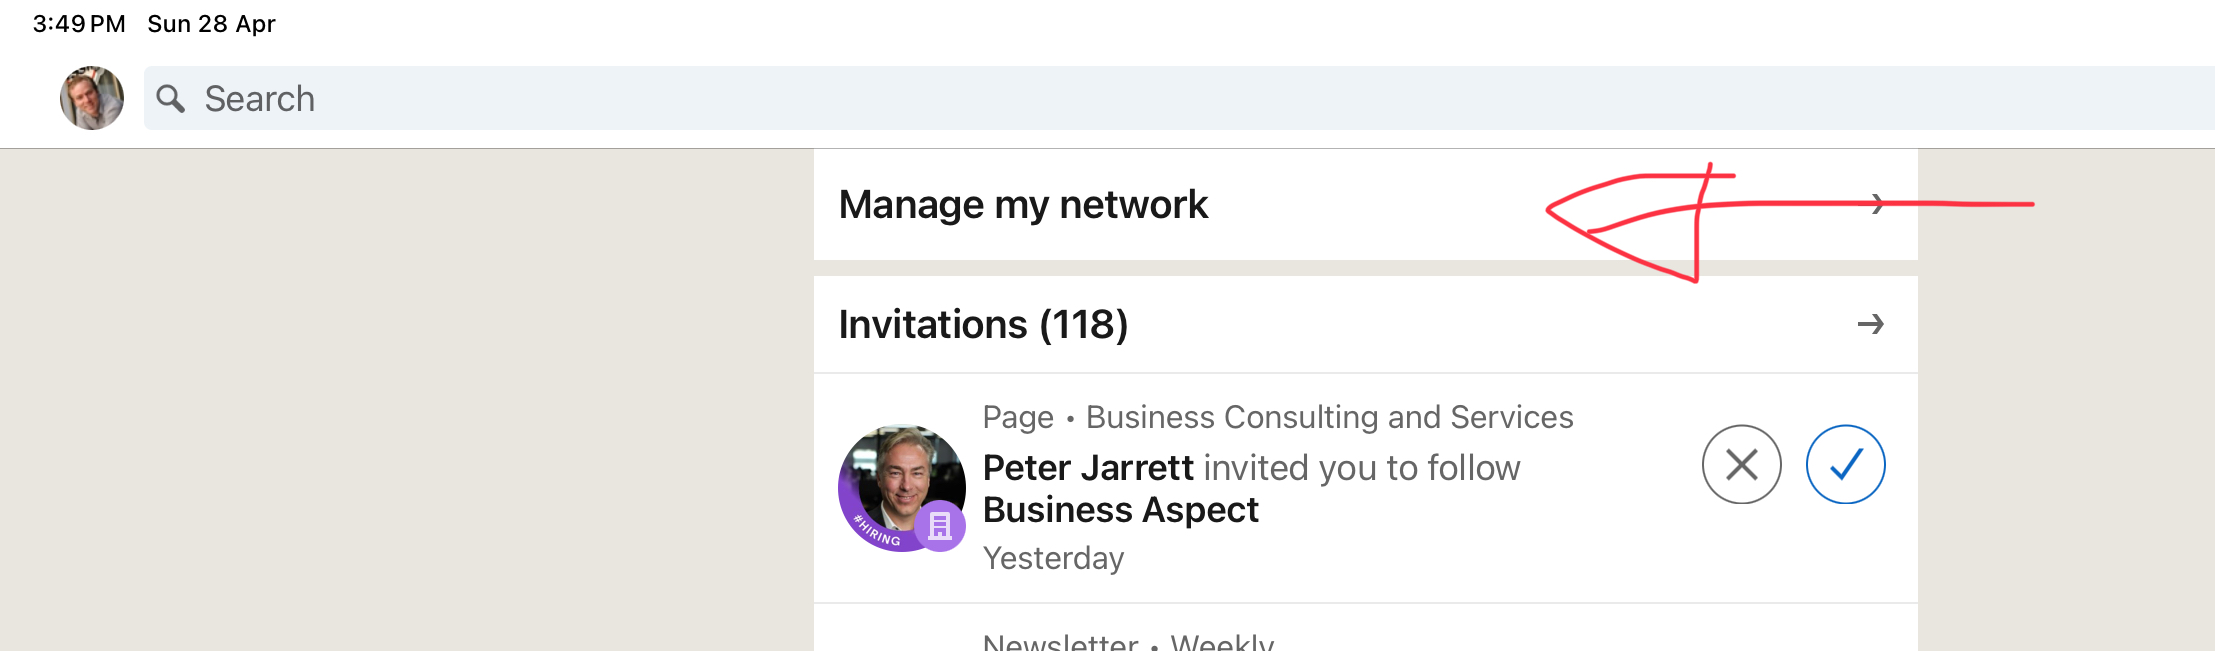 3:49 PM Sun 28 Apr
Search
Manage my network
Invitations (118)
Page • Business Consulting and Services
Peter Jarrett invited you to follow
Business Aspect
#HIRING
Yesterday
Newsletter • Weekly